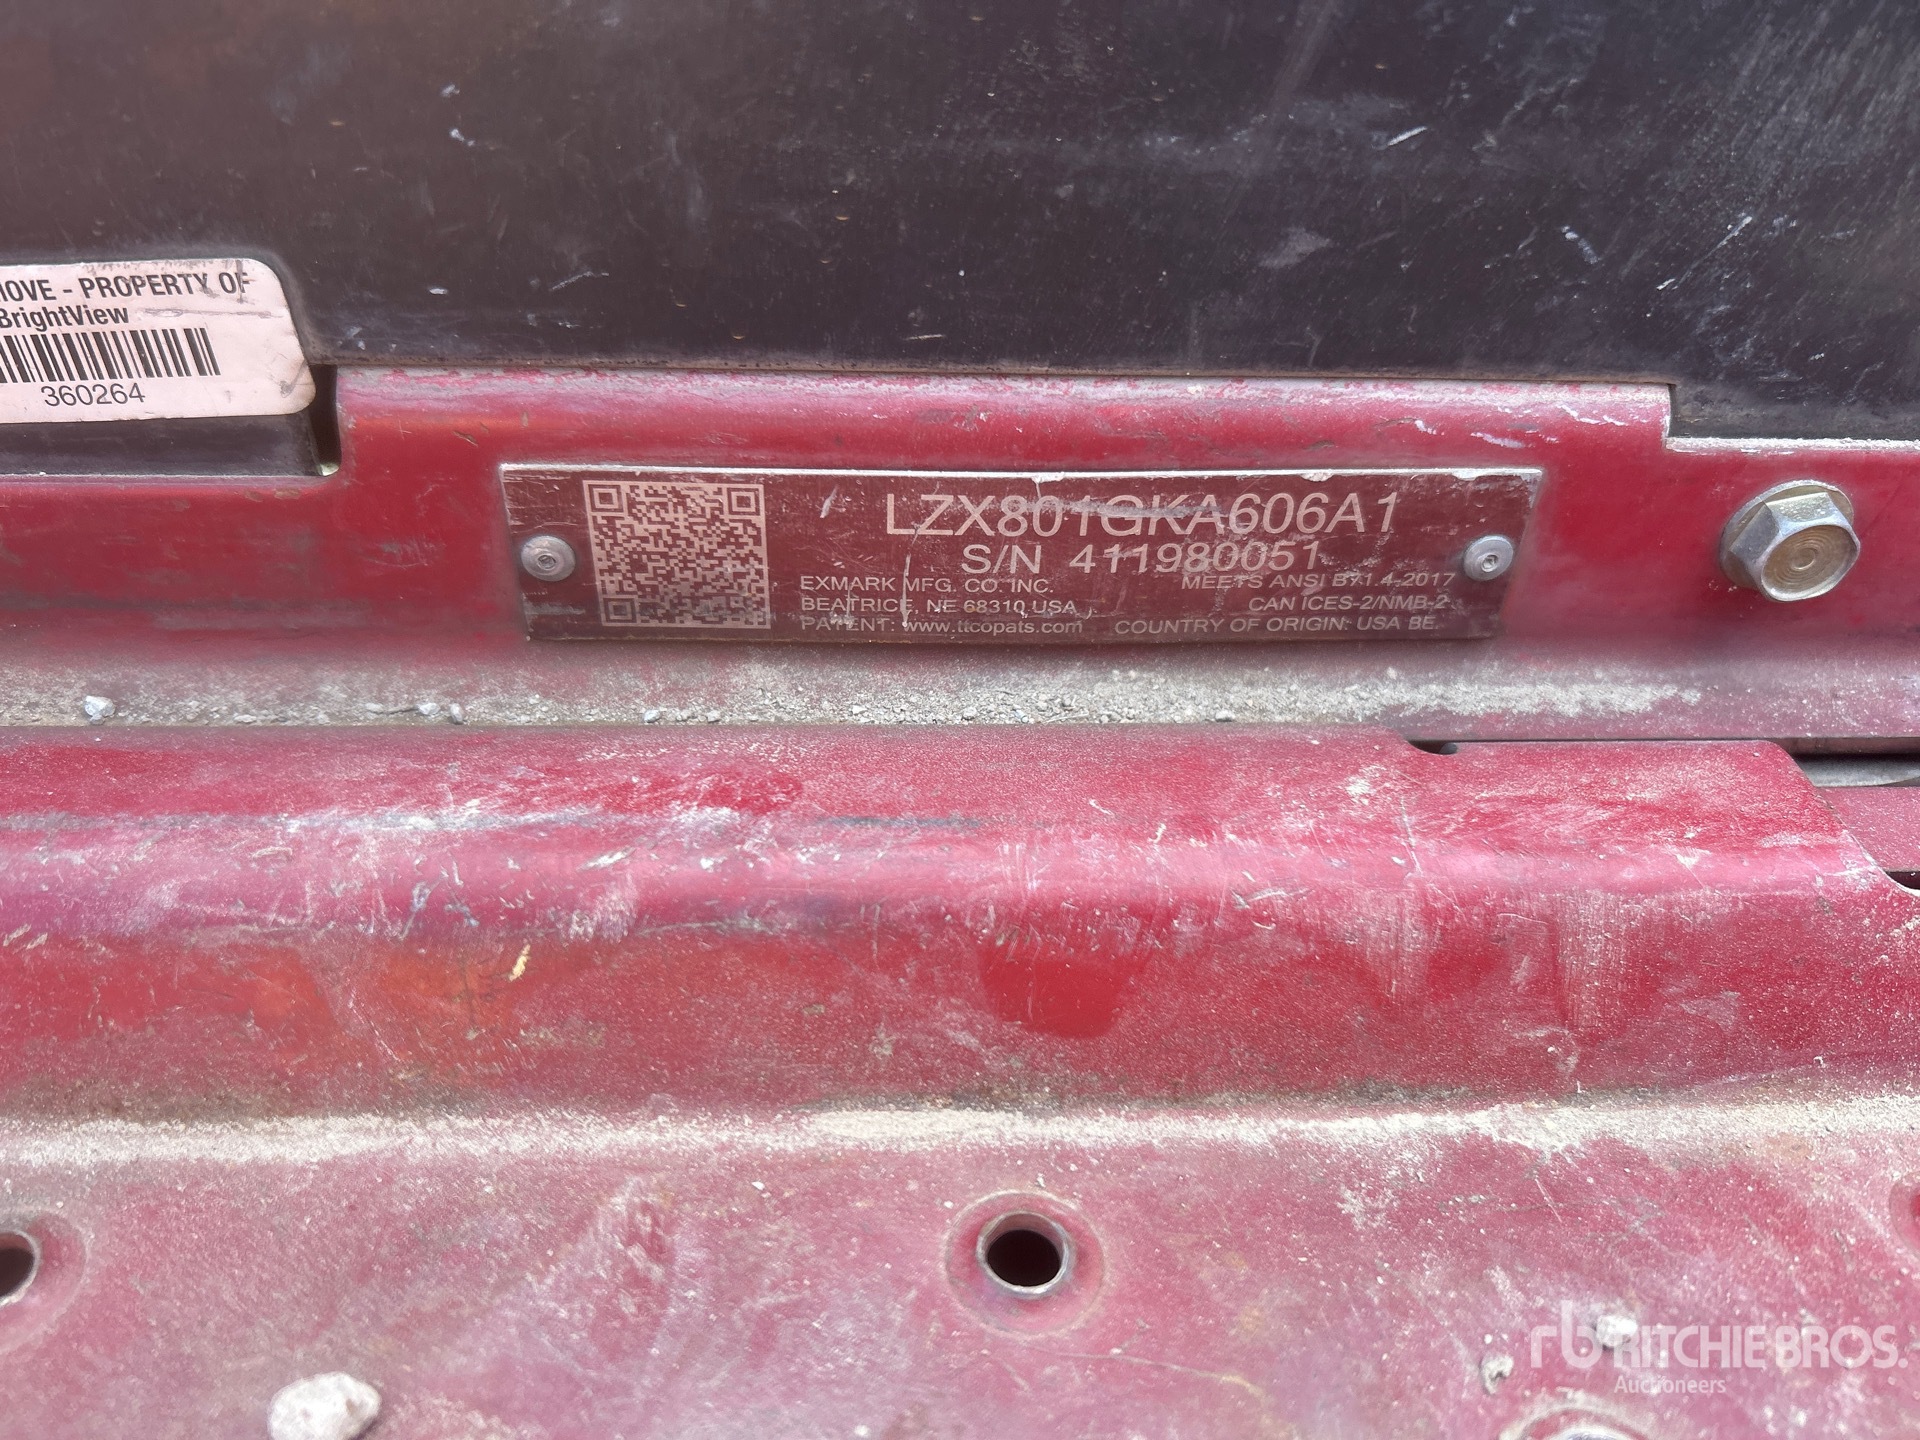 MOVE - PROPERTY OF
BrightView
360264
LZX801GKA606A1
S/N 411980051
EXMARK MFG. CO. INC.
BEATRICE, NE 68310 USA
PATENT: www.ttcopats.com
MEETS ANSI B71.4-2017
CAN ICES-2/NMB-2
COUNTRY OF ORIGIN: USA BE
rb RITCHIE BROS.
Auctioneers